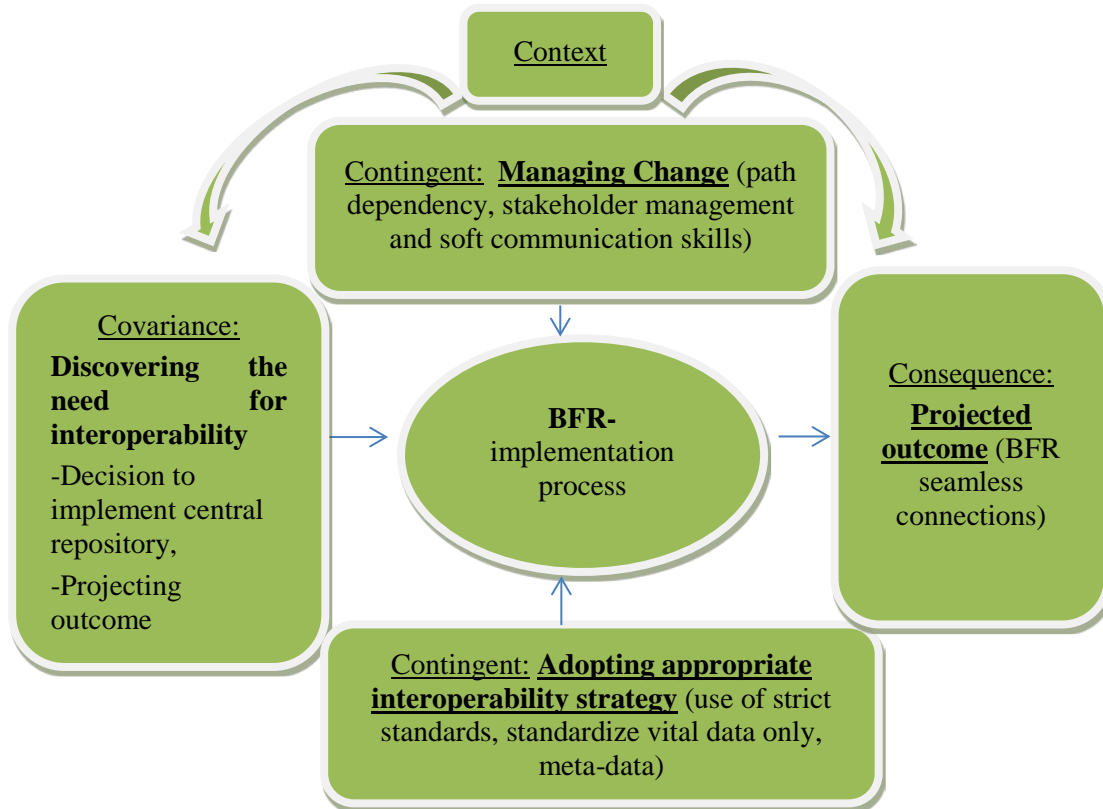 Context
Contingent: Managing Change (path
dependency, stakeholder management
and soft communication skills)
Covariance:
Discovering the
need for
interoperability
-Decision to
implement central
repository,
-Projecting
outcome
BFR-
implementation
process
Consequence:
Projected
outcome (BFR
seamless
connections)
Contingent: Adopting appropriate
interoperability strategy (use of strict
standards, standardize vital data only,
meta-data)